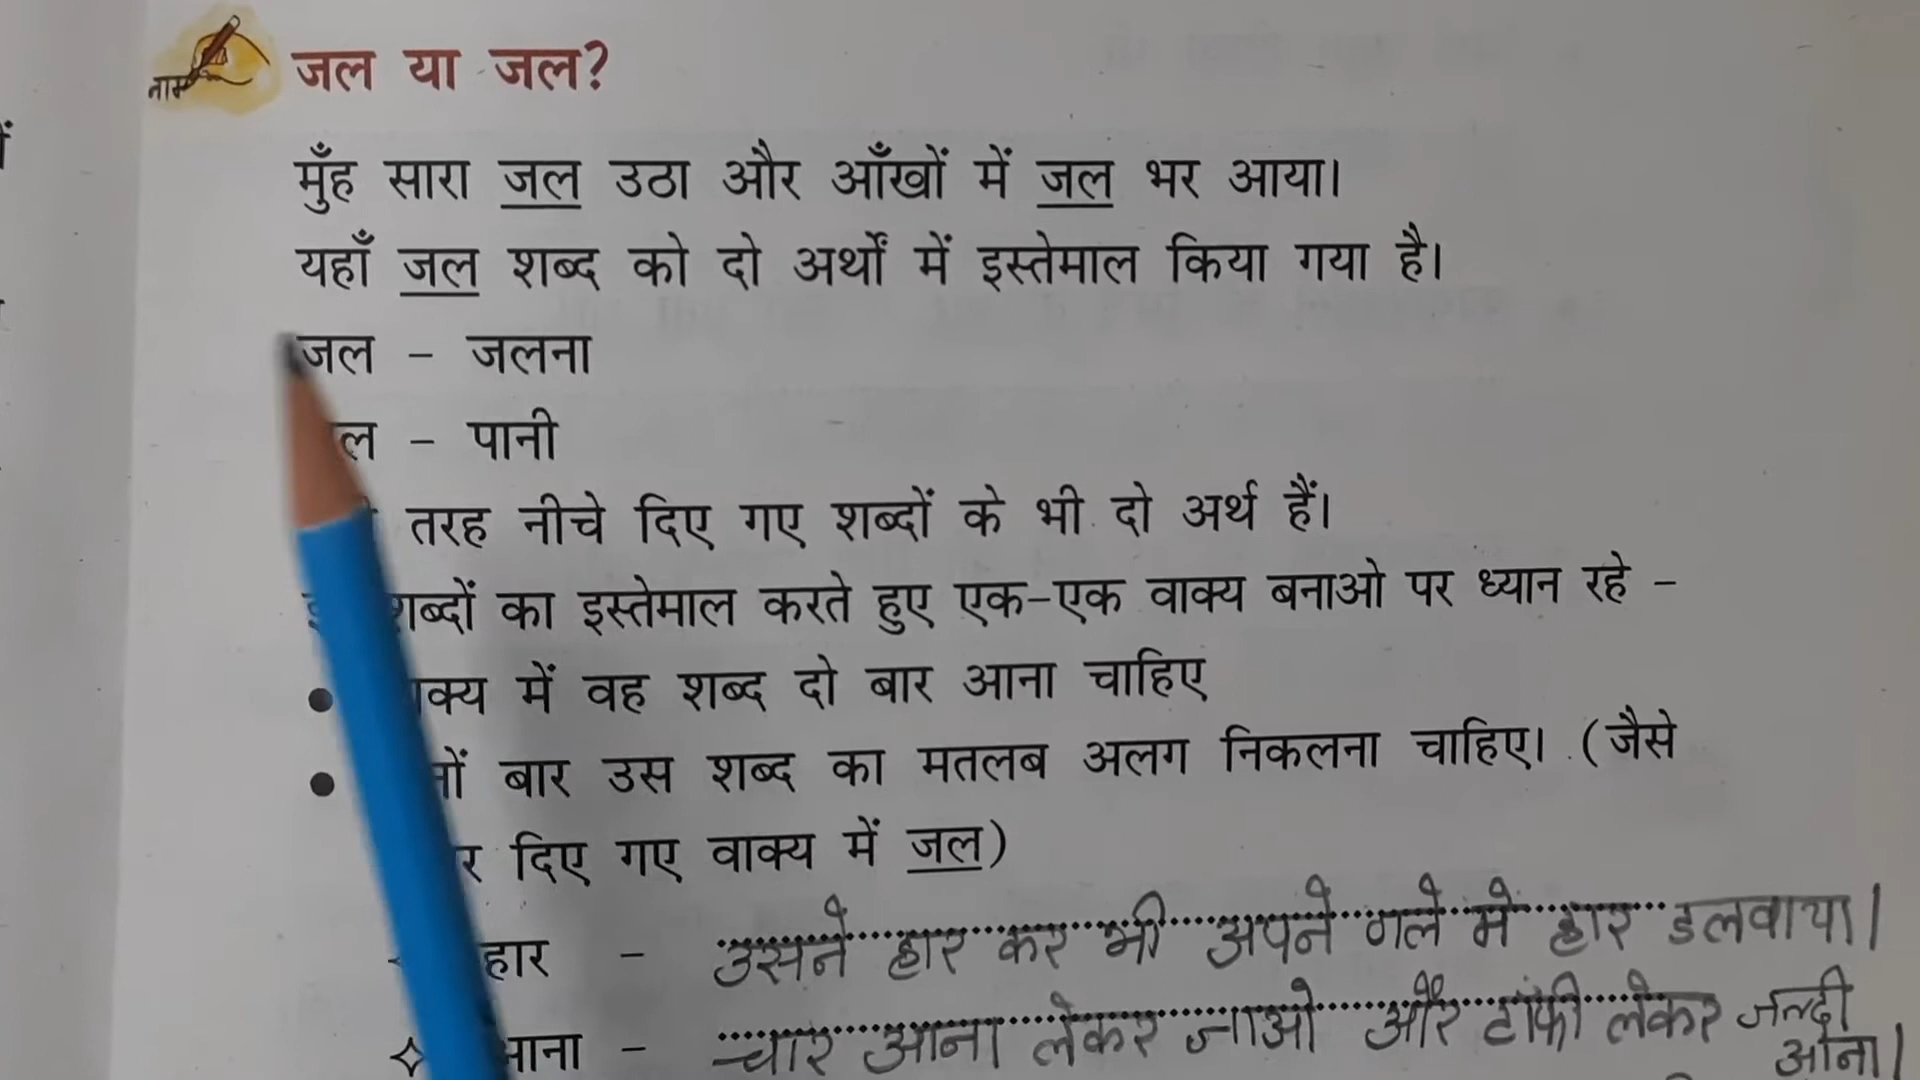 नाम
जल या जल?
मुँह सारा जल उठा और आँखों में जल भर आया।
यहाँ जल शब्द को दो अर्थों में इस्तेमाल किया गया है।
जल – जलना
– पानी
तरह नीचे दिए गए शब्दों के भी दो अर्थ हैं।
शब्दों का इस्तेमाल करते हुए एक-एक वाक्य बनाओ पर ध्यान रहे –
• वाक्य में वह शब्द दो बार आना चाहिए
• बार उस शब्द का मतलब अलग निकलना चाहिए। (जैसे
दिए गए वाक्य में जल)
हार – उसने हार कर भी अपने गले मे हार डलवाया।
आना – चार आना लेकर जाओ और टॉफी लेकर जल्दी
आना।